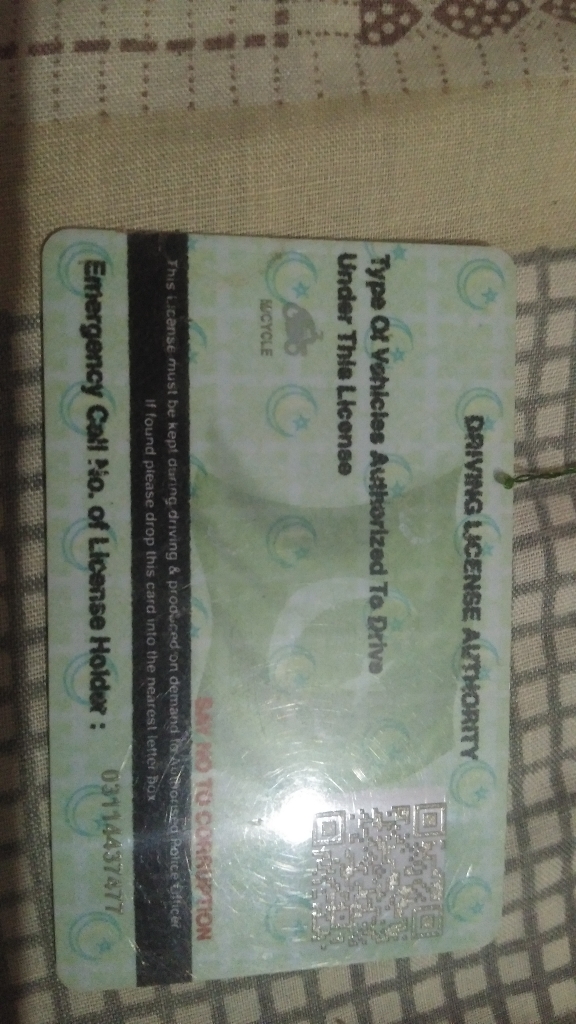 DRIVING LICENSE AUTHORITY
Type Of Vehicles Authorized To Drive
Under This License
M/CYCLE
SAY NO TO CORRUPTION
This License must be kept during driving & produced on demand to Authorised Police Officer
If found please drop this card into the nearest letter box
Emergency Call No. of License Holder :